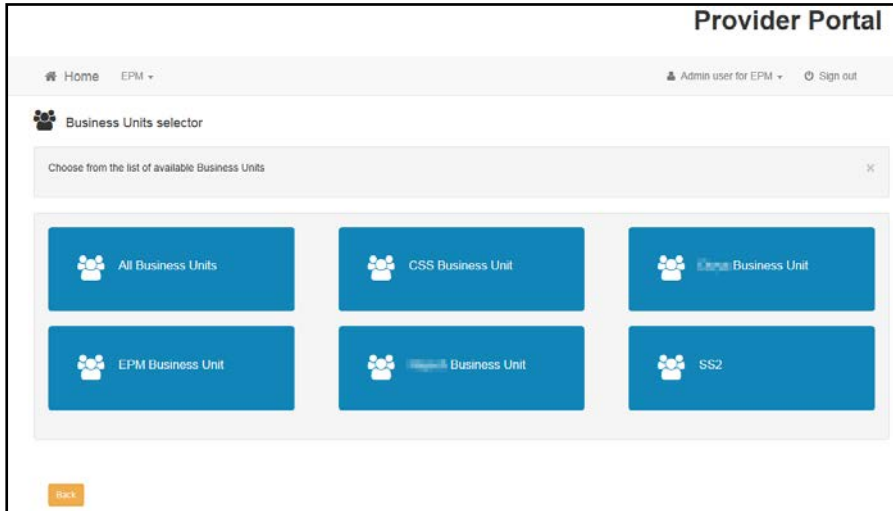 Provider Portal
Home EPM
Admin user for EPM Sign out
Business Units selector
Choose from the list of available Business Units
×
All Business Units
CSS Business Unit
Business Unit
EPM Business Unit
Business Unit
SS2
Back